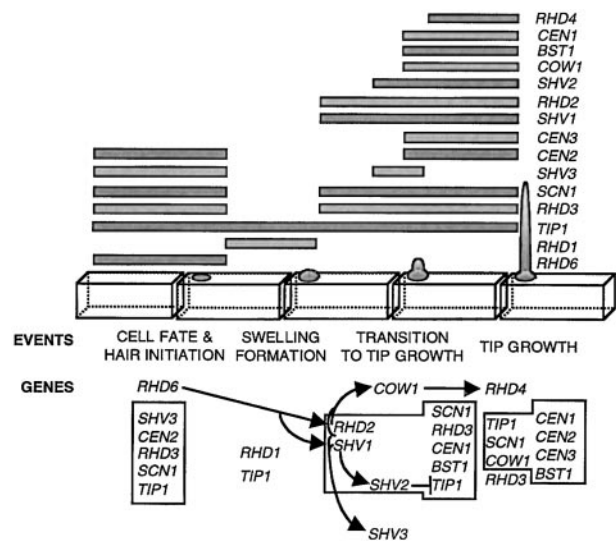 RHD4
CEN1
BST1
COW1
SHV2
RHD2
SHV1
CEN3
CEN2
SHV3
SCN1
RHD3
TIP1
RHD1
RHD6
EVENTS
CELL FATE &
HAIR INITIATION
SWELLING
FORMATION
TRANSITION
TO TIP GROWTH
TIP GROWTH
GENES
RHD6
SHV3
CEN2
RHD3
SCN1
TIP1
RHD1
TIP1
COW1
RHD4
RHD2
SHV1
SHV2
SHV3
SCN1
RHD3
CEN1
BST1
TIP1
TIP1
SCN1
COW1
RHD3
CEN1
CEN2
CEN3
BST1